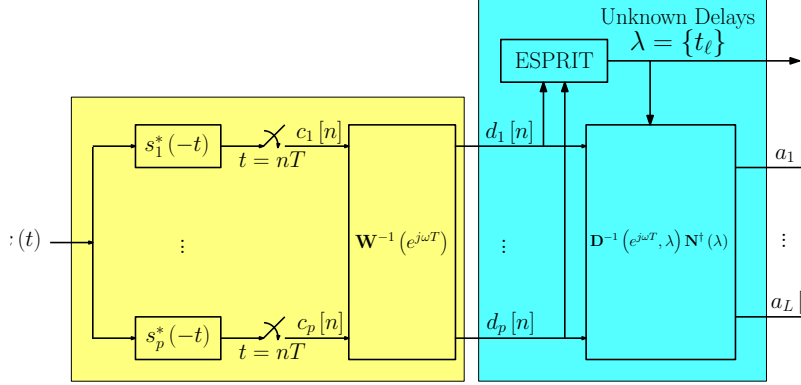 Unknown Delays
λ = {t_ℓ}
ESPRIT
s_1^*(−t)
t = nT
c_1[n]
d_1[n]
a_1
(t)
⋮
W^{−1}(e^{jωT})
⋮
D^{−1}(e^{jωT}, λ) N^†(λ)
⋮
s_p^*(−t)
t = nT
c_p[n]
d_p[n]
a_L[